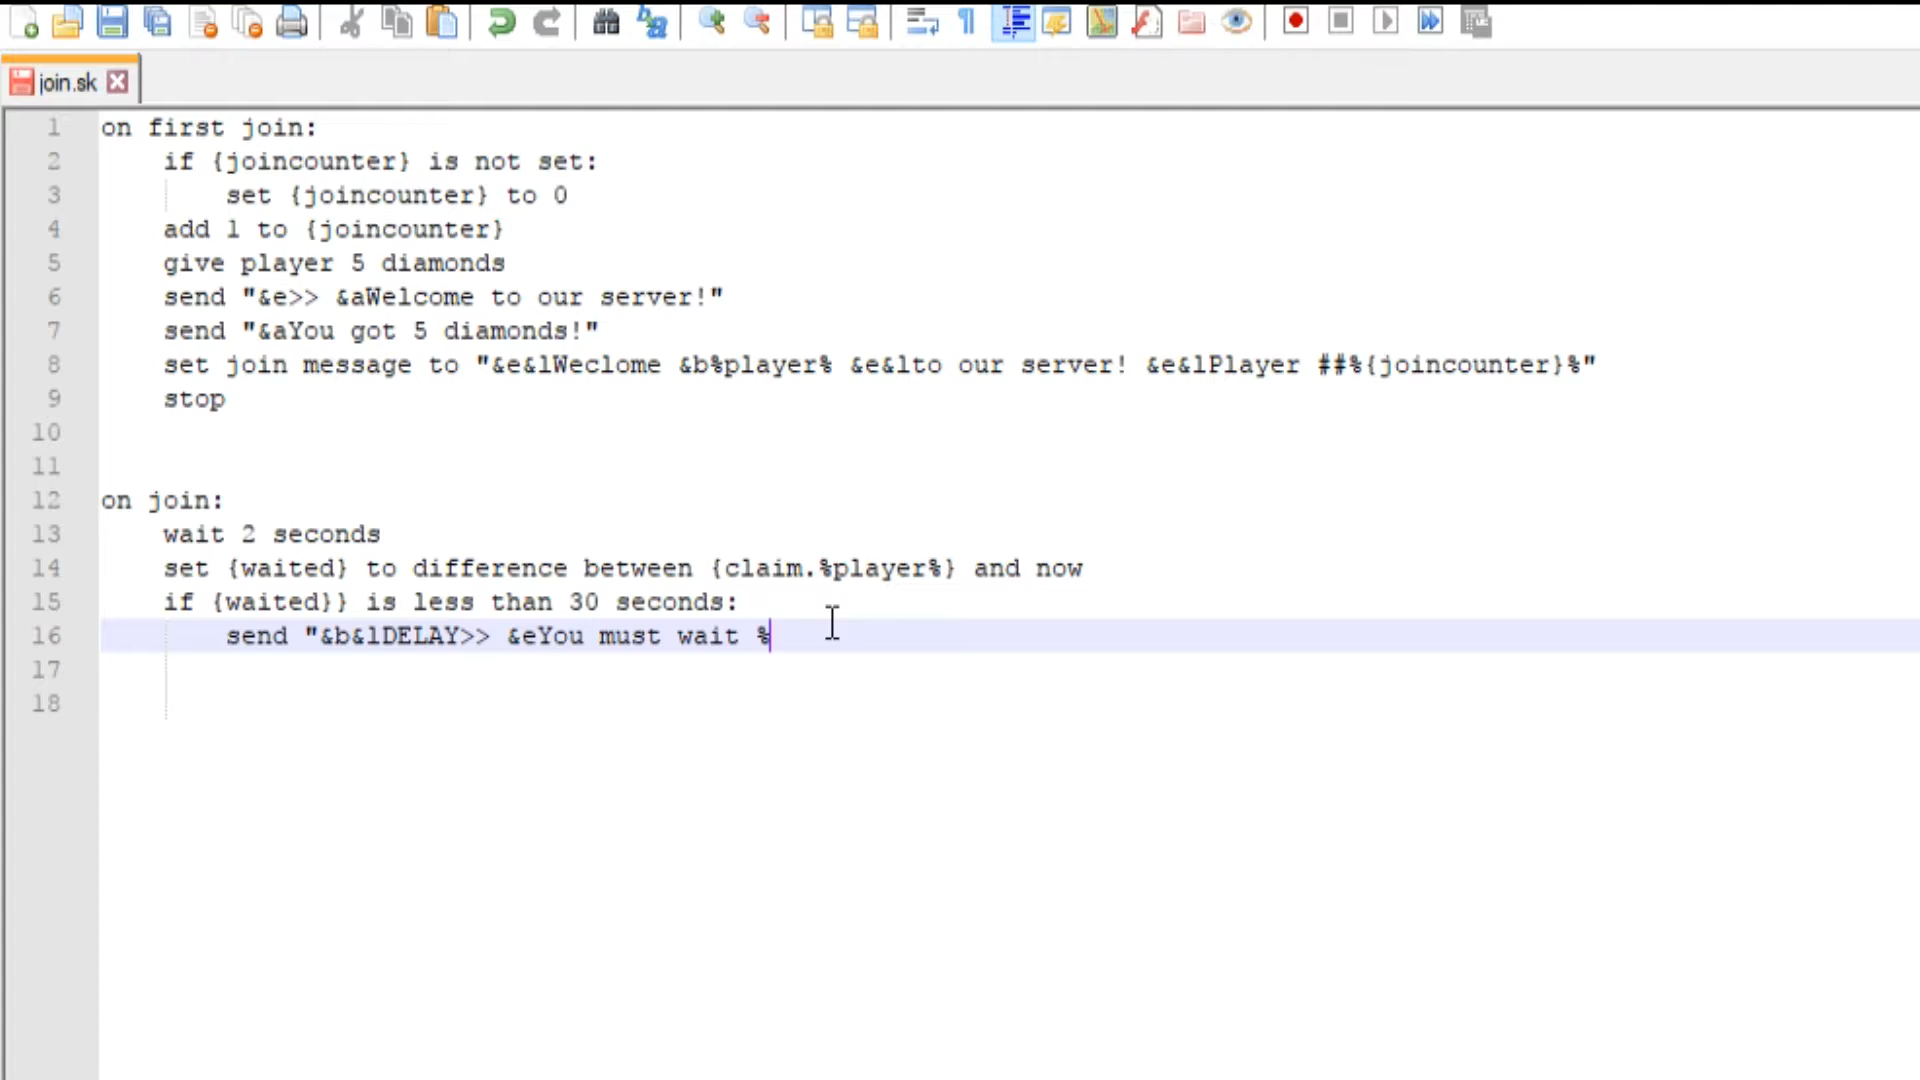 join.sk
1 on first join:
2 if {joincounter} is not set:
3 set {joincounter} to 0
4 add 1 to {joincounter}
5 give player 5 diamonds
6 send "&e>> &aWelcome to our server!"
7 send "&aYou got 5 diamonds!"
8 set join message to "&e&lWeclome &b%player% &e&lto our server! &e&lPlayer ##%{joincounter}%"
9 stop
10
11
12 on join:
13 wait 2 seconds
14 set {waited} to difference between {claim.%player%} and now
15 if {waited}} is less than 30 seconds:
16 send "&b&lDELAY>> &eYou must wait %
17
18